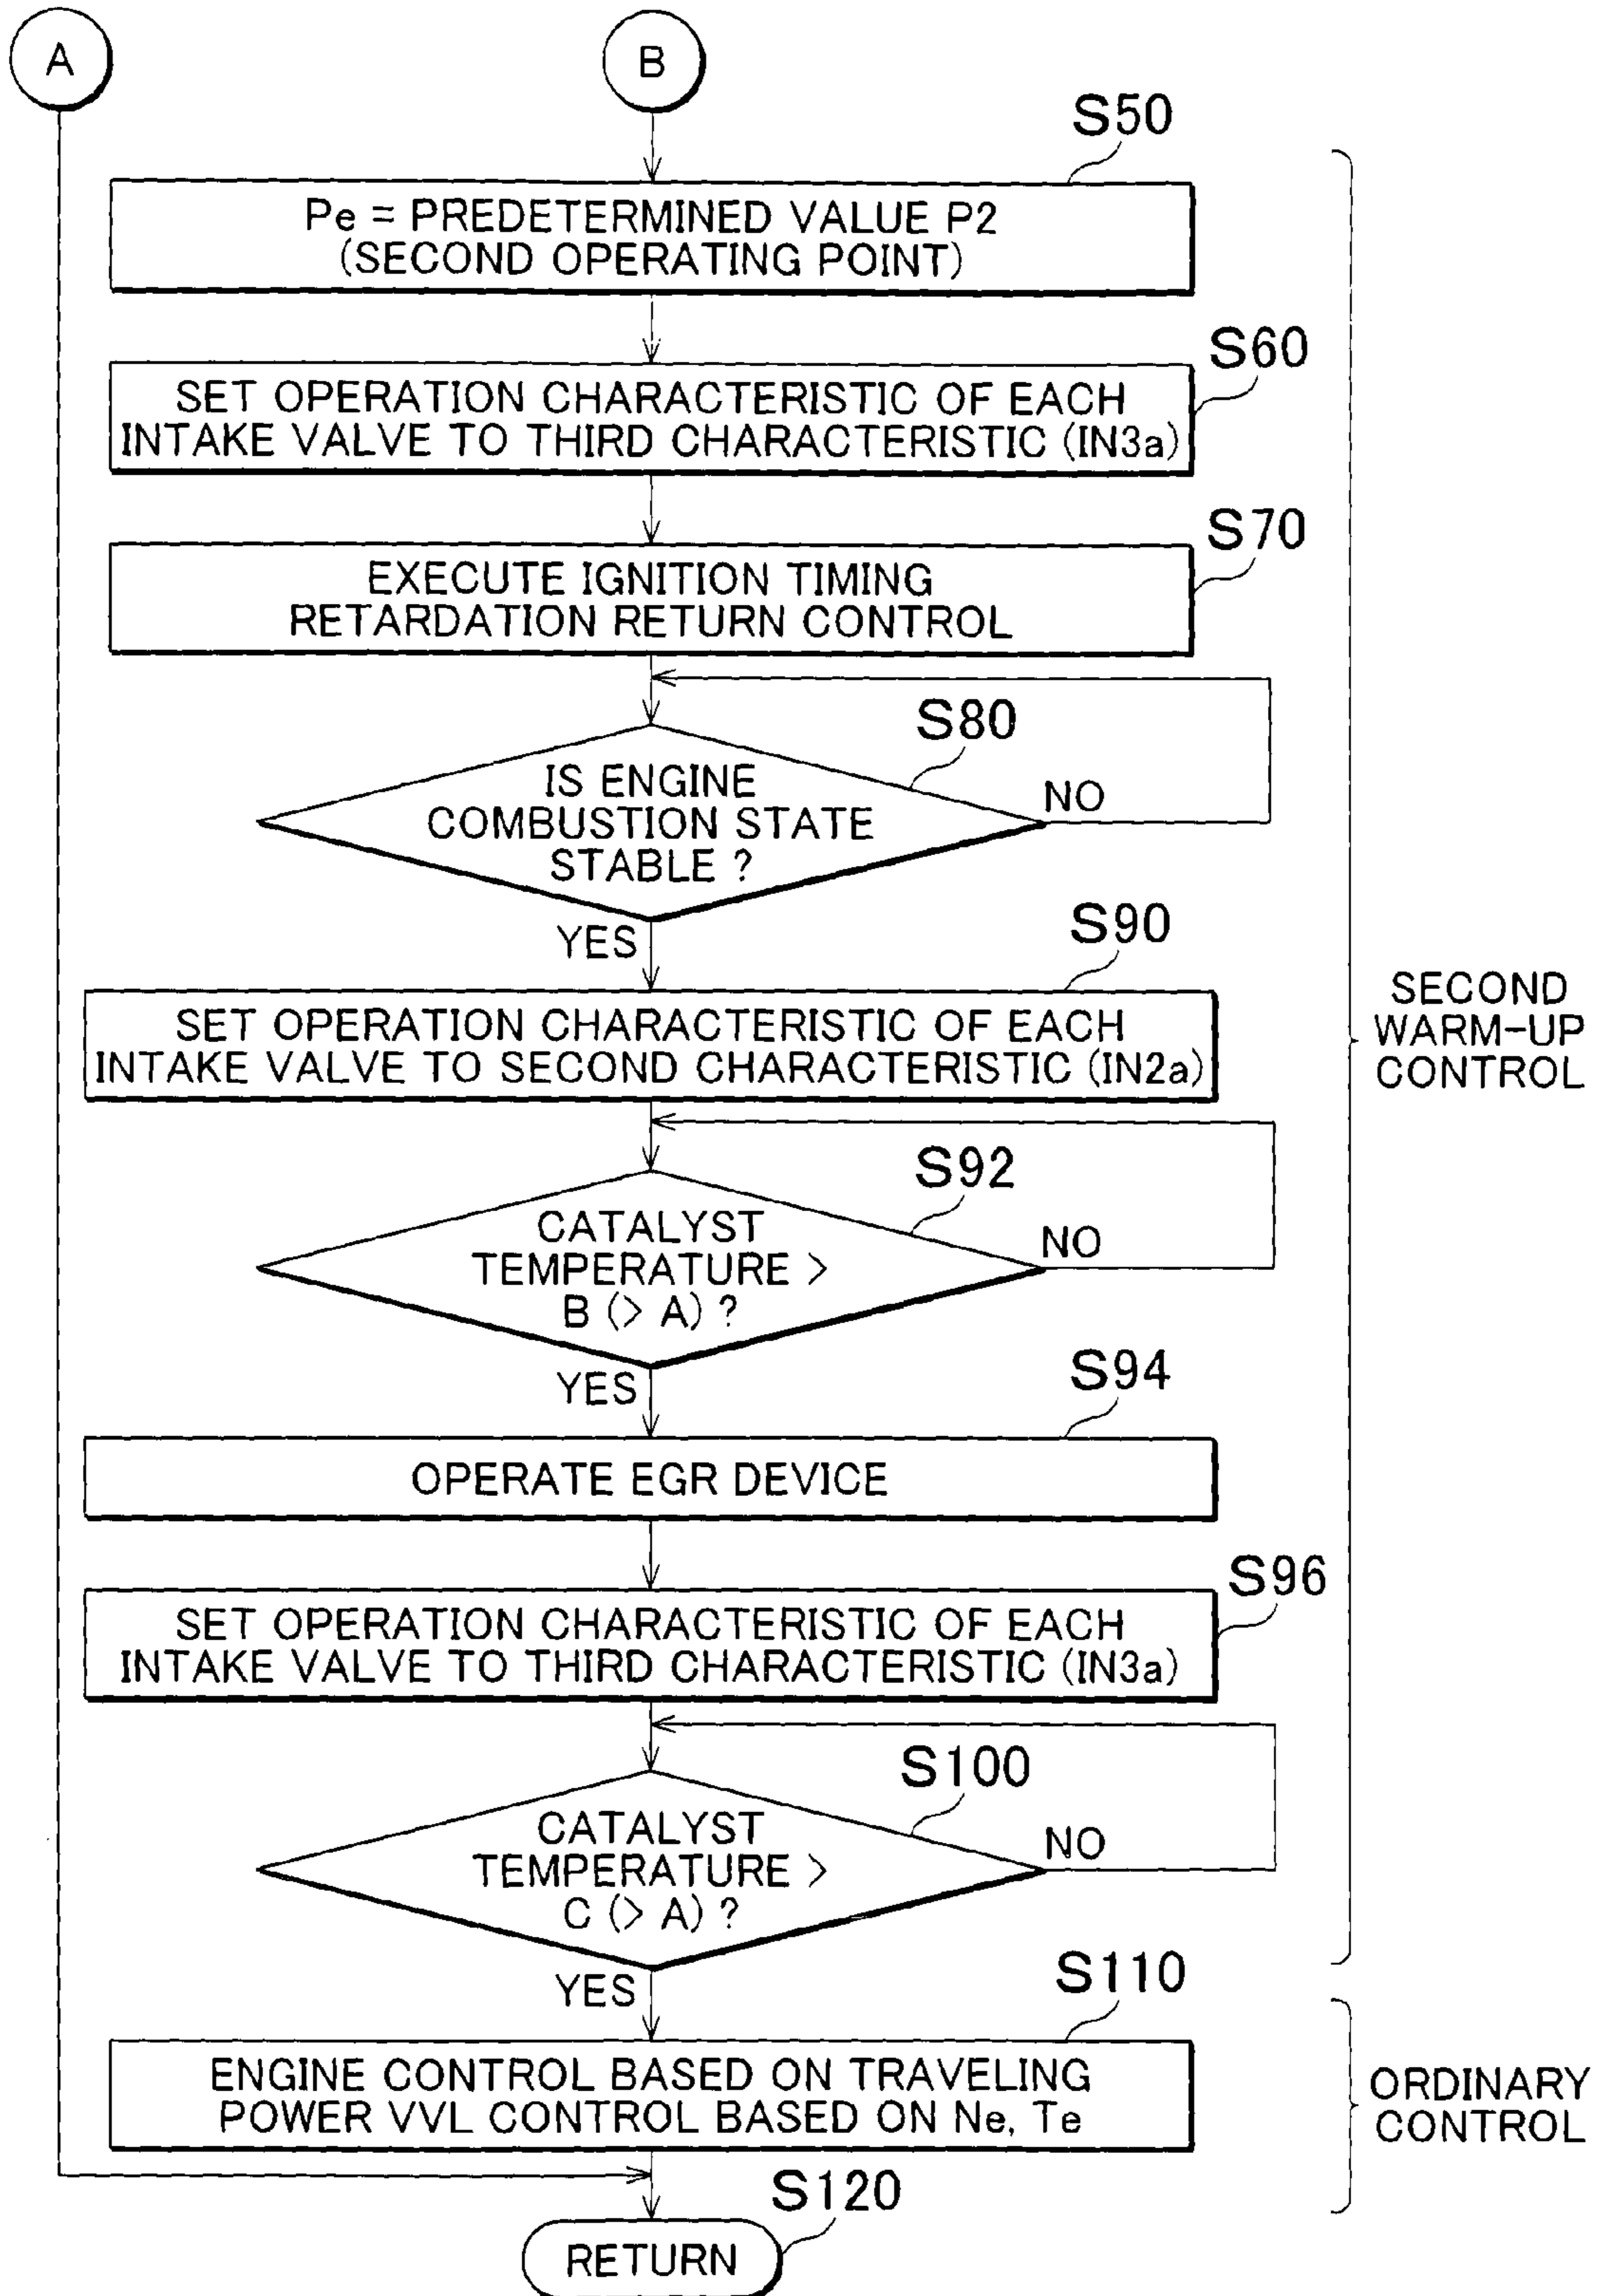 A
B
S50
Pe = PREDETERMINED VALUE P2
(SECOND OPERATING POINT)
S60
SET OPERATION CHARACTERISTIC OF EACH
INTAKE VALVE TO THIRD CHARACTERISTIC (IN3a)
S70
EXECUTE IGNITION TIMING
RETARDATION RETURN CONTROL
S80
IS ENGINE
COMBUSTION STATE
STABLE ?
NO
YES
S90
SET OPERATION CHARACTERISTIC OF EACH
INTAKE VALVE TO SECOND CHARACTERISTIC (IN2a)
SECOND
WARM-UP
CONTROL
S92
CATALYST
TEMPERATURE >
B (> A) ?
NO
YES
S94
OPERATE EGR DEVICE
S96
SET OPERATION CHARACTERISTIC OF EACH
INTAKE VALVE TO THIRD CHARACTERISTIC (IN3a)
S100
CATALYST
TEMPERATURE >
C (> A) ?
NO
YES
S110
ENGINE CONTROL BASED ON TRAVELING
POWER VVL CONTROL BASED ON Ne, Te
ORDINARY
CONTROL
S120
RETURN